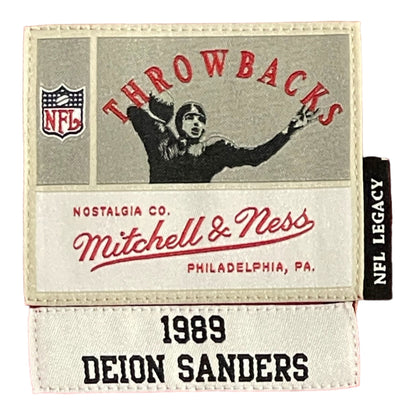 THROWBACKS
NFL
NOSTALGIA CO.
Mitchell & Ness
PHILADELPHIA, PA.
NFL LEGACY
1989
DEION SANDERS